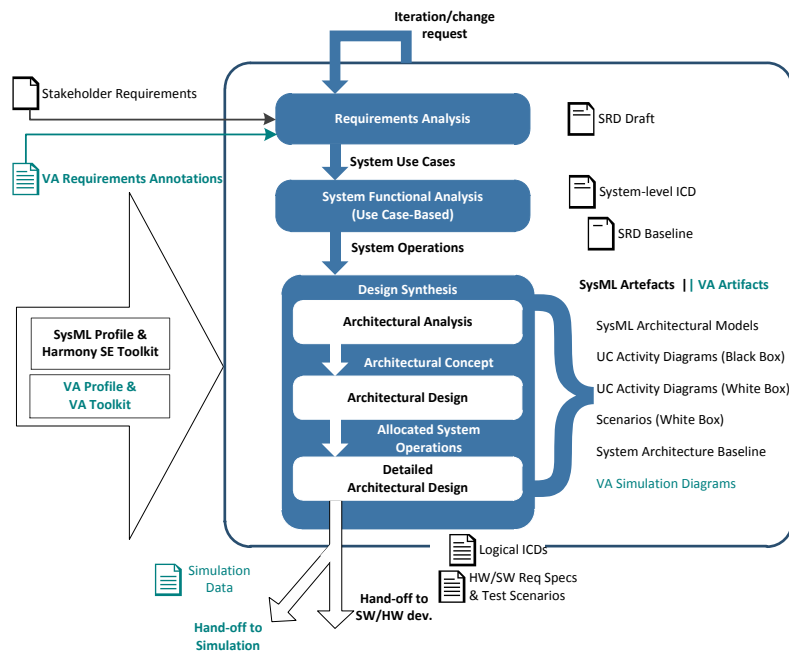 Iteration/change
request
Stakeholder Requirements
Requirements Analysis
SRD Draft
System Use Cases
VA Requirements Annotations
System Functional Analysis
(Use Case-Based)
System-level ICD
SRD Baseline
System Operations
Design Synthesis
SysML Artefacts || VA Artifacts
Architectural Analysis
SysML Architectural Models
SysML Profile &
Harmony SE Toolkit
Architectural Concept
UC Activity Diagrams (Black Box)
VA Profile &
VA Toolkit
Architectural Design
UC Activity Diagrams (White Box)
Scenarios (White Box)
Allocated System
Operations
System Architecture Baseline
Detailed
Architectural Design
VA Simulation Diagrams
Logical ICDs
Simulation
Data
HW/SW Req Specs
& Test Scenarios
Hand-off to
SW/HW dev.
Hand-off to
Simulation